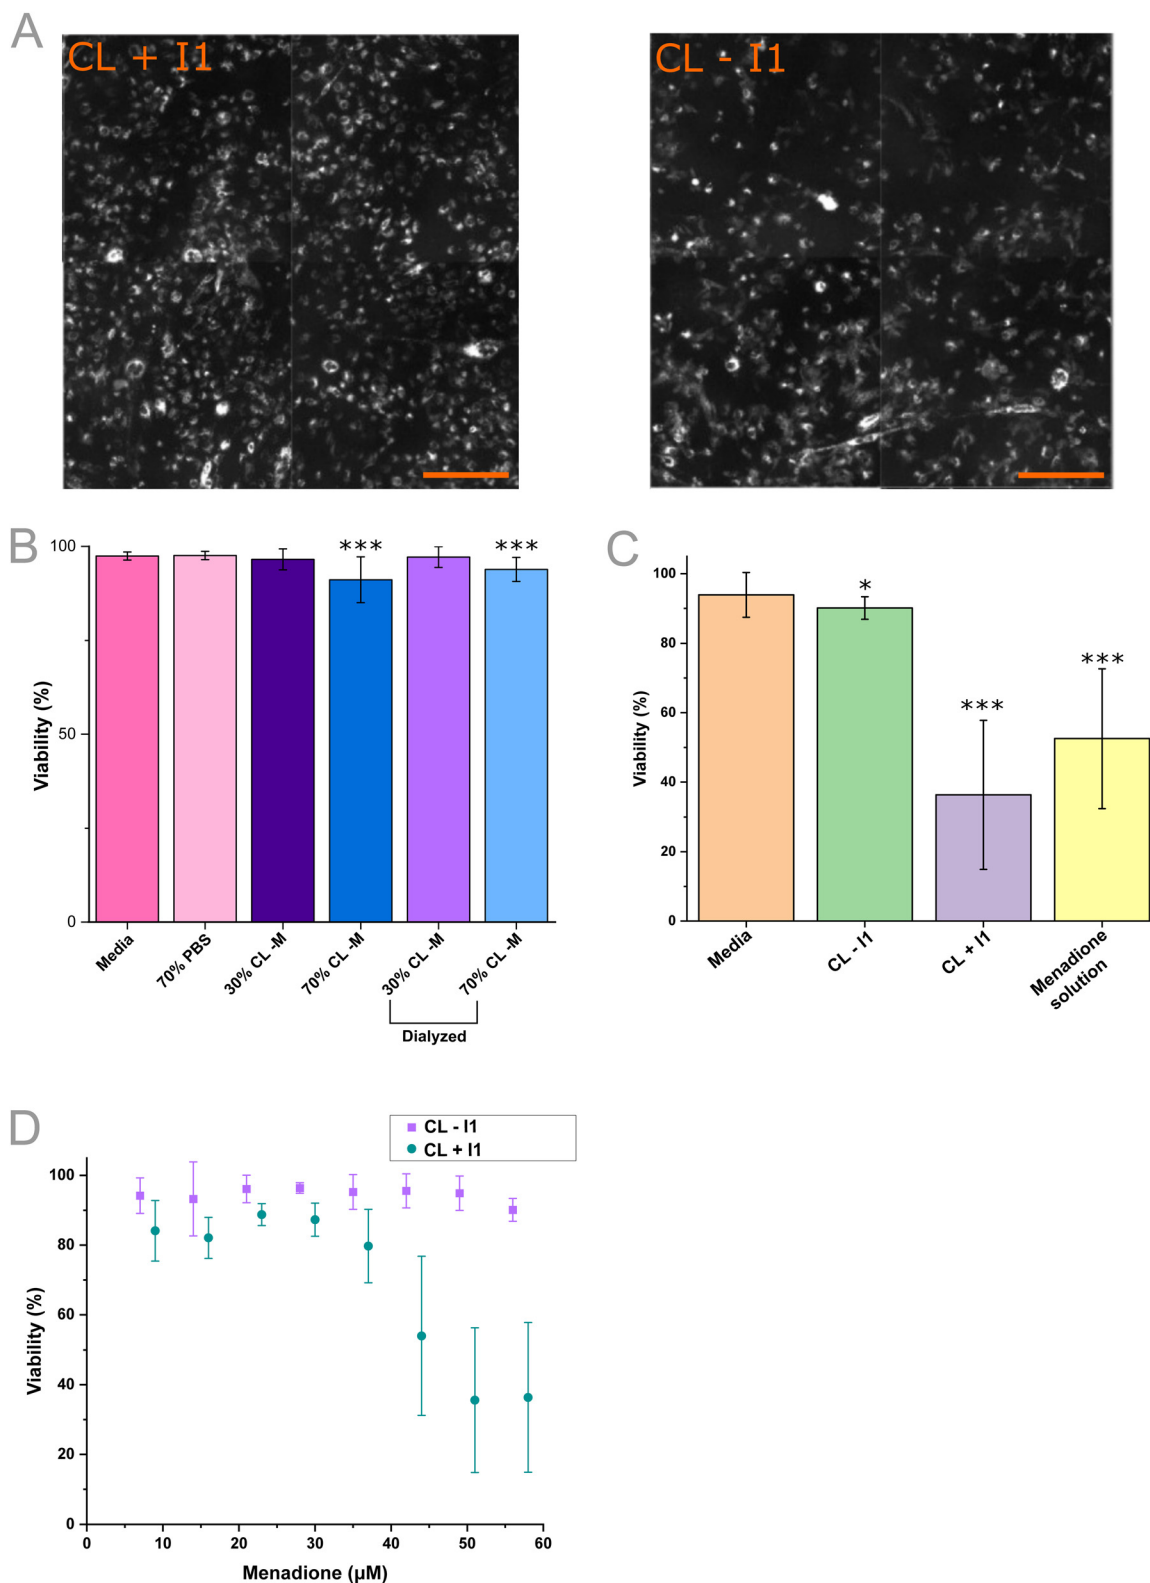 A
CL + I1
CL - I1
B
Viability (%)
100
50
0
***
***
Media
70% PBS
30% CL -M
70% CL -M
30% CL -M
70% CL -M
Dialyzed
C
Viability (%)
100
80
60
40
20
0
*
***
***
Media
CL - I1
CL + I1
Menadione
solution
D
CL - I1
CL + I1
Viability (%)
100
80
60
40
20
0
0
10
20
30
40
50
60
Menadione (μM)